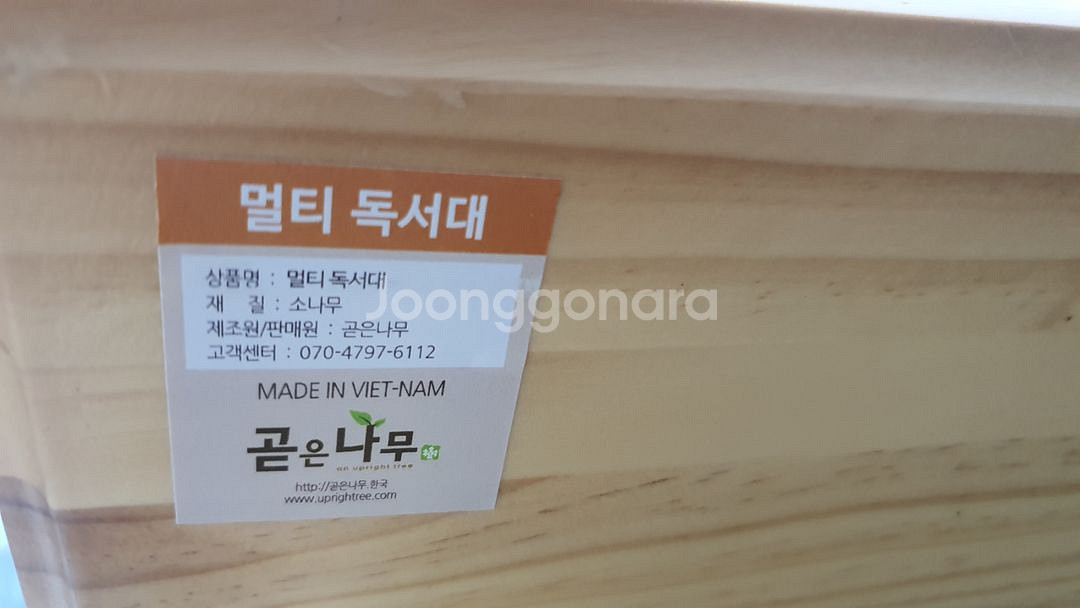 멀티 독서대
상품명 : 멀티 독서대
재 질 : 소나무
제조원/판매원 : 곧은나무
고객센터 : 070-4797-6112
MADE IN VIET-NAM
곧은나무
an upright tree
http://곧은나무.한국
www.uprightree.com
Joonggonara